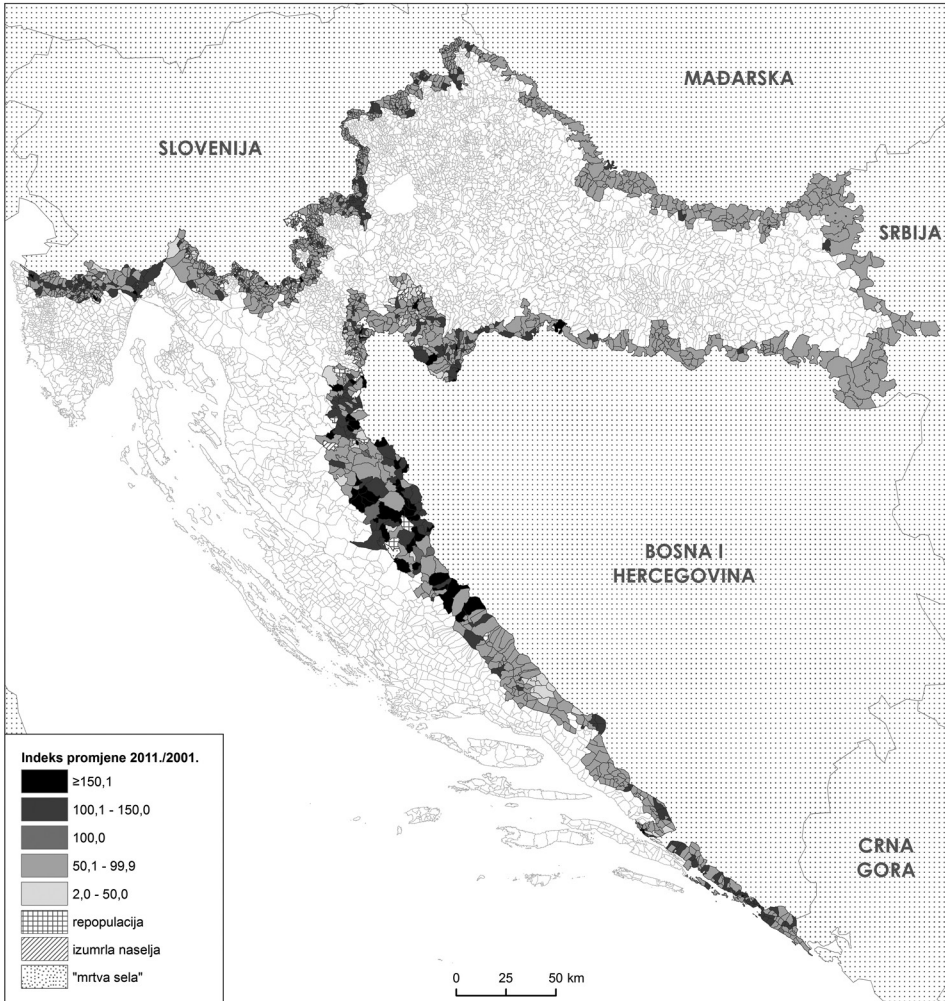 MAĐARSKA
SLOVENIJA
SRBIJA
BOSNA I
HERCEGOVINA
CRNA
GORA
Indeks promjene 2011./2001.
≥150,1
100,1 - 150,0
100,0
50,1 - 99,9
2,0 - 50,0
repopulacija
izumrla naselja
"mrtva sela"
0 25 50 km